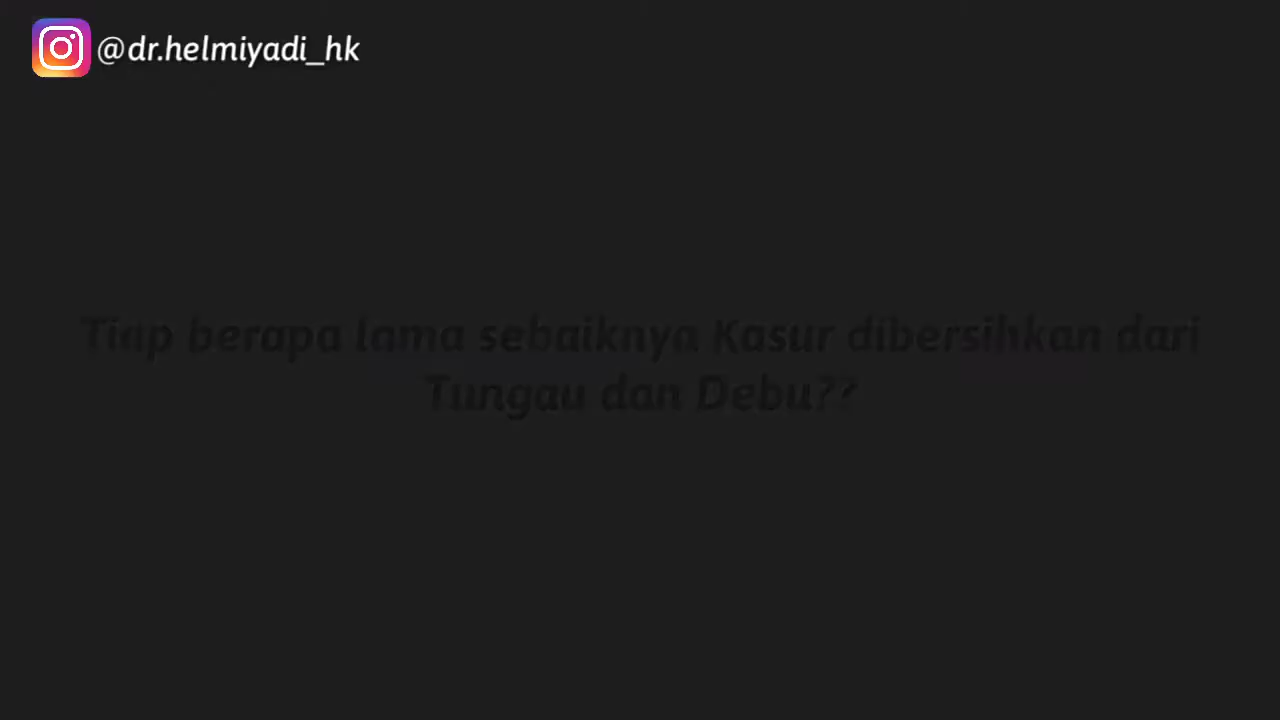 @dr.helmiyadi_hk
Tiap berapa lama sebaiknya Kasur dibersihkan dari
Tungau dan Debu??